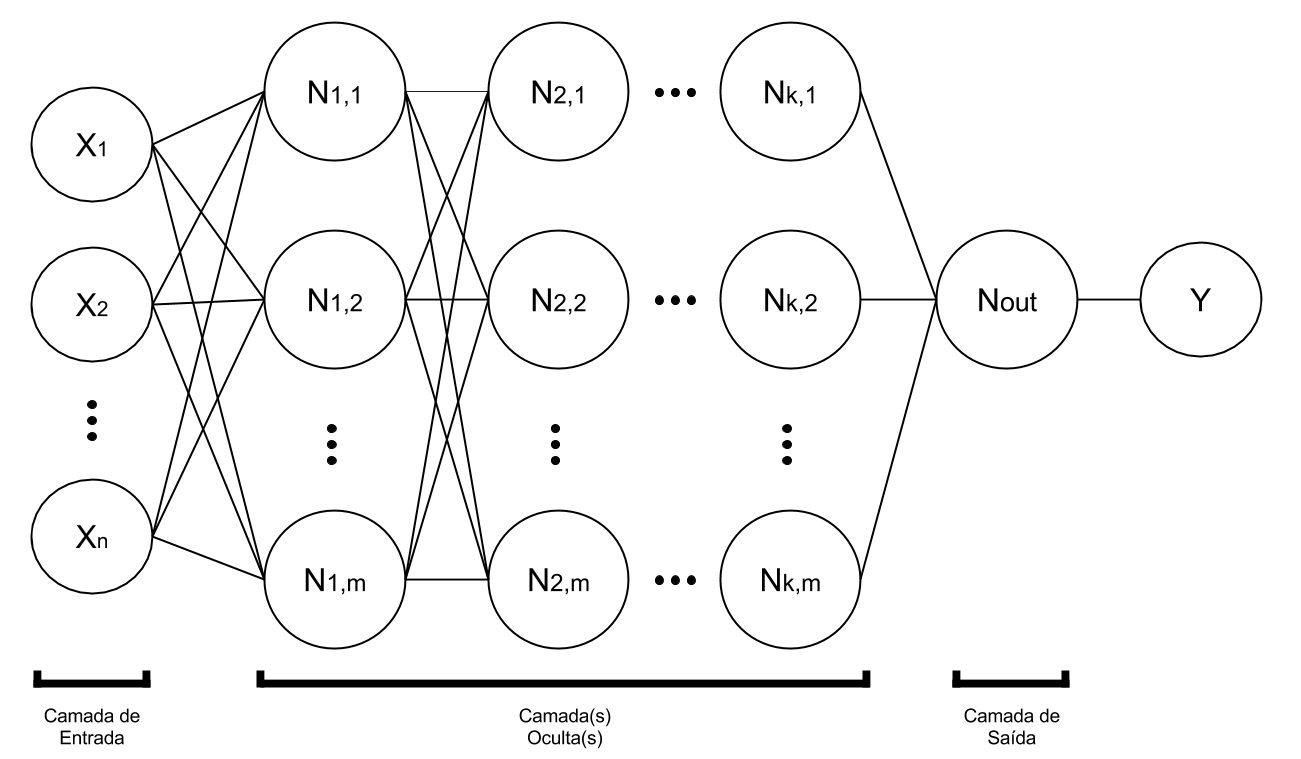 X1
X2
Xn
N1,1
N1,2
N1,m
N2,1
N2,2
N2,m
Nk,1
Nk,2
Nk,m
Nout
Y
Camada de
Entrada
Camada(s)
Oculta(s)
Camada de
Saída